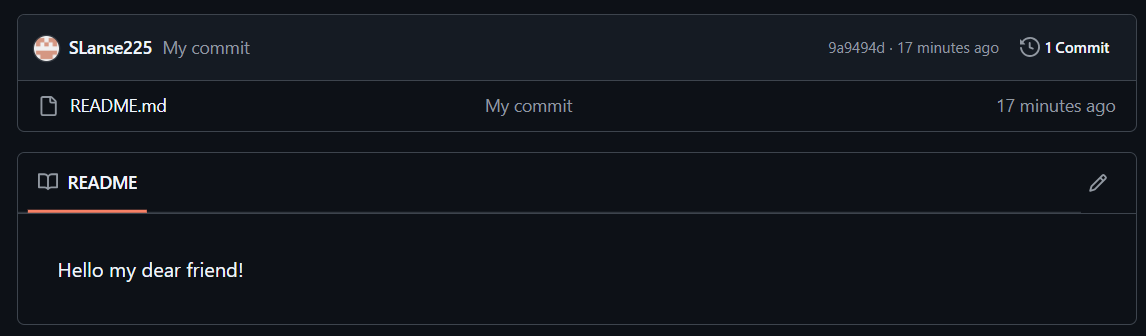 SLanse225 My commit 9a9494d · 17 minutes ago 1 Commit
README.md My commit 17 minutes ago
README
Hello my dear friend!